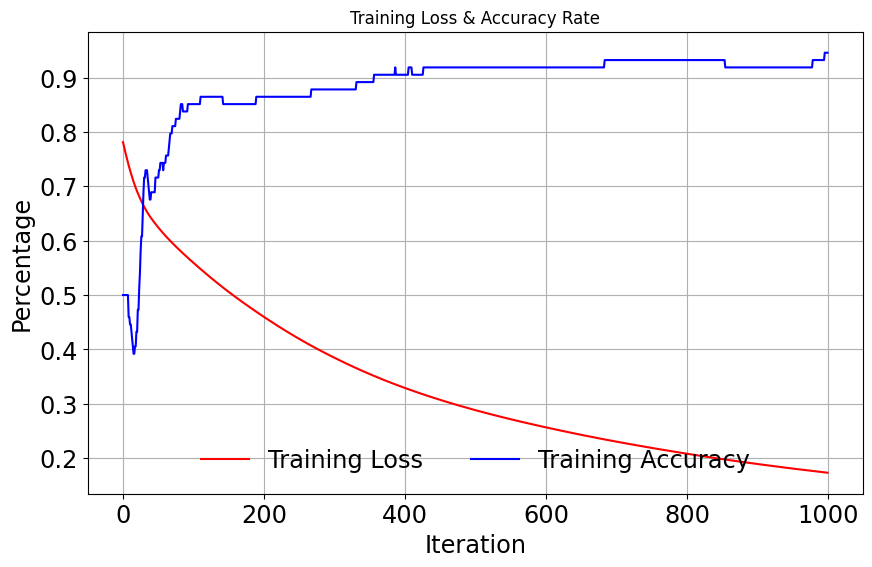 Training Loss & Accuracy Rate
Percentage
0.9
0.8
0.7
0.6
0.5
0.4
0.3
0.2
Training Loss Training Accuracy
0 200 400 600 800 1000
Iteration